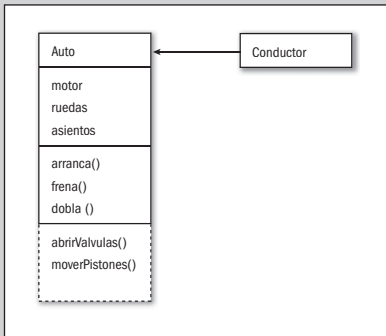 Auto
Conductor
motor
ruedas
asientos
arranca()
frena()
dobla ()
abrirValvulas()
moverPistones()